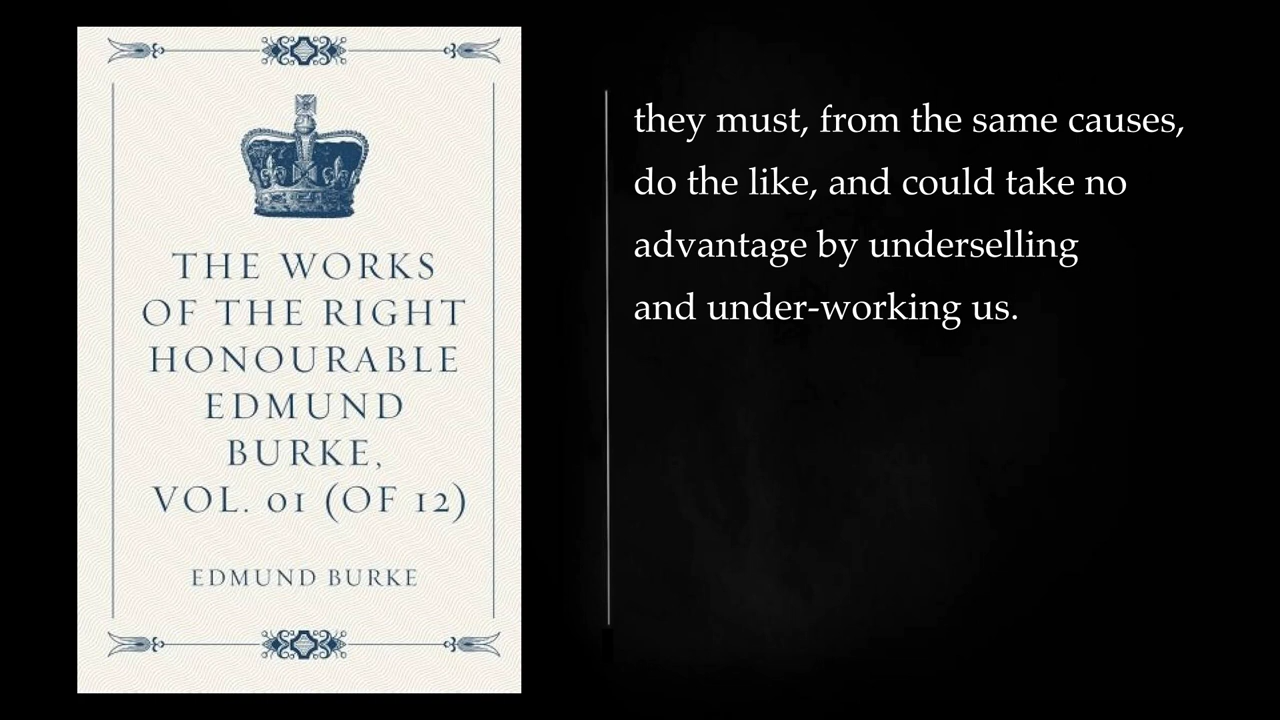 THE WORKS
OF THE RIGHT
HONOURABLE
EDMUND
BURKE,
VOL. 01 (OF 12)
EDMUND BURKE
they must, from the same causes,
do the like, and could take no
advantage by underselling
and under-working us.